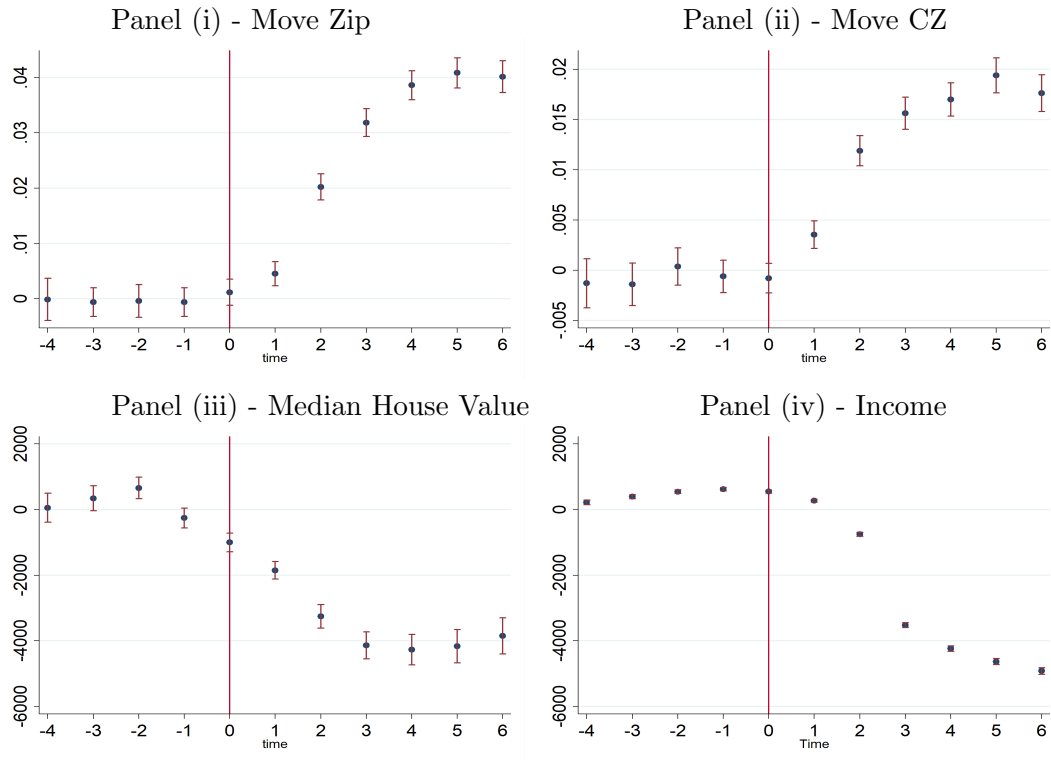 Panel (i) - Move Zip
.04
.03
.02
.01
0
-4 -3 -2 -1 0 1 2 3 4 5 6
time
Panel (ii) - Move CZ
.02
.015
.01
.005
0
-.005
-4 -3 -2 -1 0 1 2 3 4 5 6
time
Panel (iii) - Median House Value
2000
0
-2000
-4000
-6000
-4 -3 -2 -1 0 1 2 3 4 5 6
time
Panel (iv) - Income
2000
0
-2000
-4000
-6000
-4 -3 -2 -1 0 1 2 3 4 5 6
Time